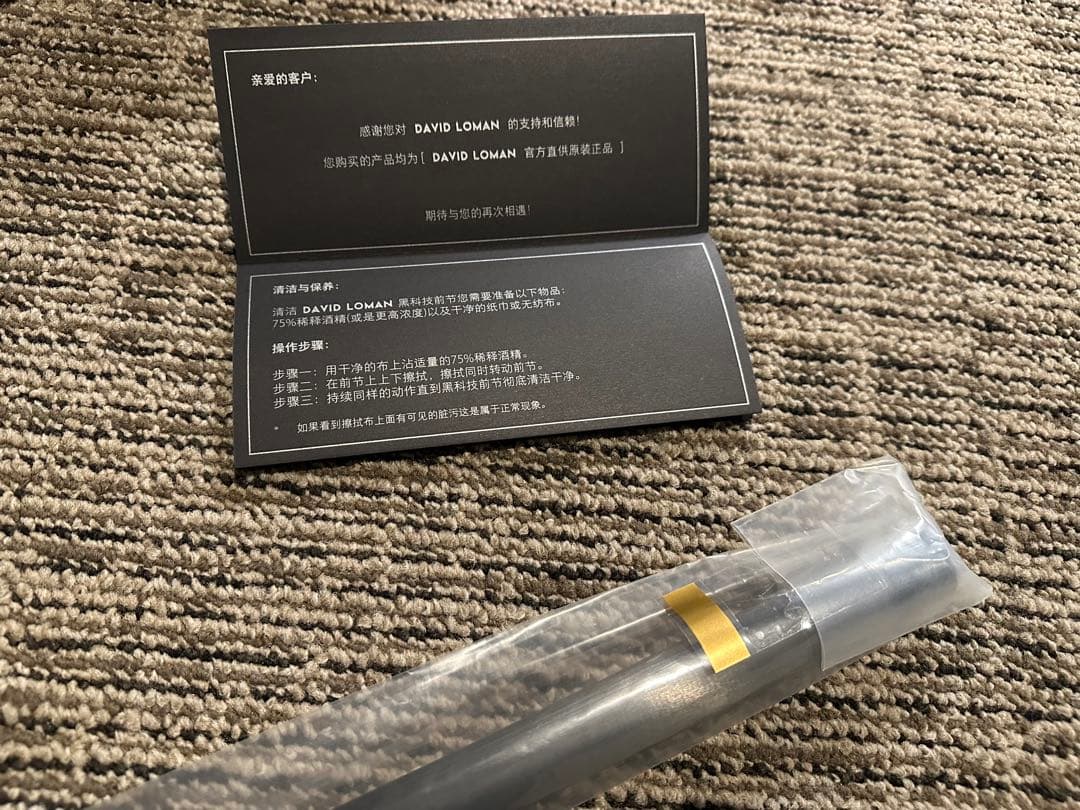 亲爱的客户：
感谢您对 DAVID LOMAN 的支持和信赖！
您购买的产品均为[ DAVID LOMAN 官方直供原装正品 ]
期待与您的再次相遇！
清洁与保养：
清洁 DAVID LOMAN 黑科技前节您需要准备以下物品：
75%稀释酒精(或是更高浓度)以及干净的纸巾或无纺布。
操作步骤：
步骤一：用干净的布上沾适量的75%稀释酒精。
步骤二：在前节上上下擦拭，擦拭同时转动前节。
步骤三：持续同样的动作直到黑科技前节彻底清洁干净。
• 如果看到擦拭布上面有可见的脏污这是属于正常现象。